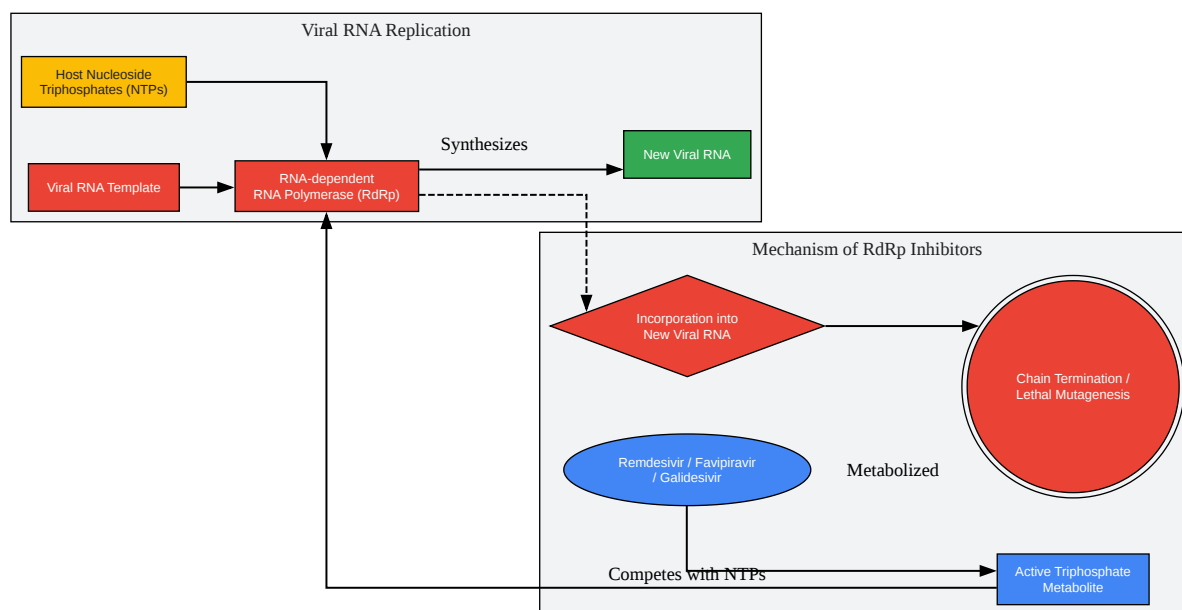 Viral RNA Replication
Host Nucleoside
Triphosphates (NTPs)
Synthesizes
New Viral RNA
Viral RNA Template
RNA-dependent
RNA Polymerase (RdRp)
Mechanism of RdRp Inhibitors
Incorporation into
New Viral RNA
Chain Termination /
Lethal Mutagenesis
Remdesivir / Favipiravir
/ Galidesivir
Metabolized
Competes with NTPs
Active Triphosphate
Metabolite